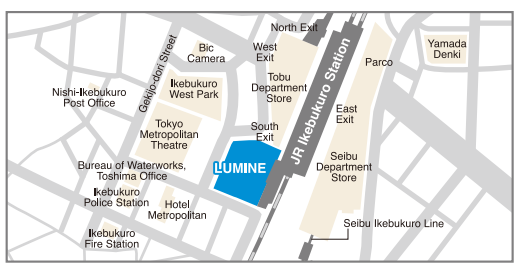 North Exit
Gekijo-dori Street
Bic
Camera
West
Exit
Yamada
Denki
Parco
JR Ikebukuro Station
Tobu
Department
Store
Ikebukuro
West Park
Nishi-Ikebukuro
Post Office
East
Exit
Tokyo
Metropolitan
Theatre
South
Exit
Seibu
Department
Store
LUMINE
Bureau of Waterworks,
Toshima Office
Ikebukuro
Police Station
Hotel
Metropolitan
Seibu Ikebukuro Line
Ikebukuro
Fire Station